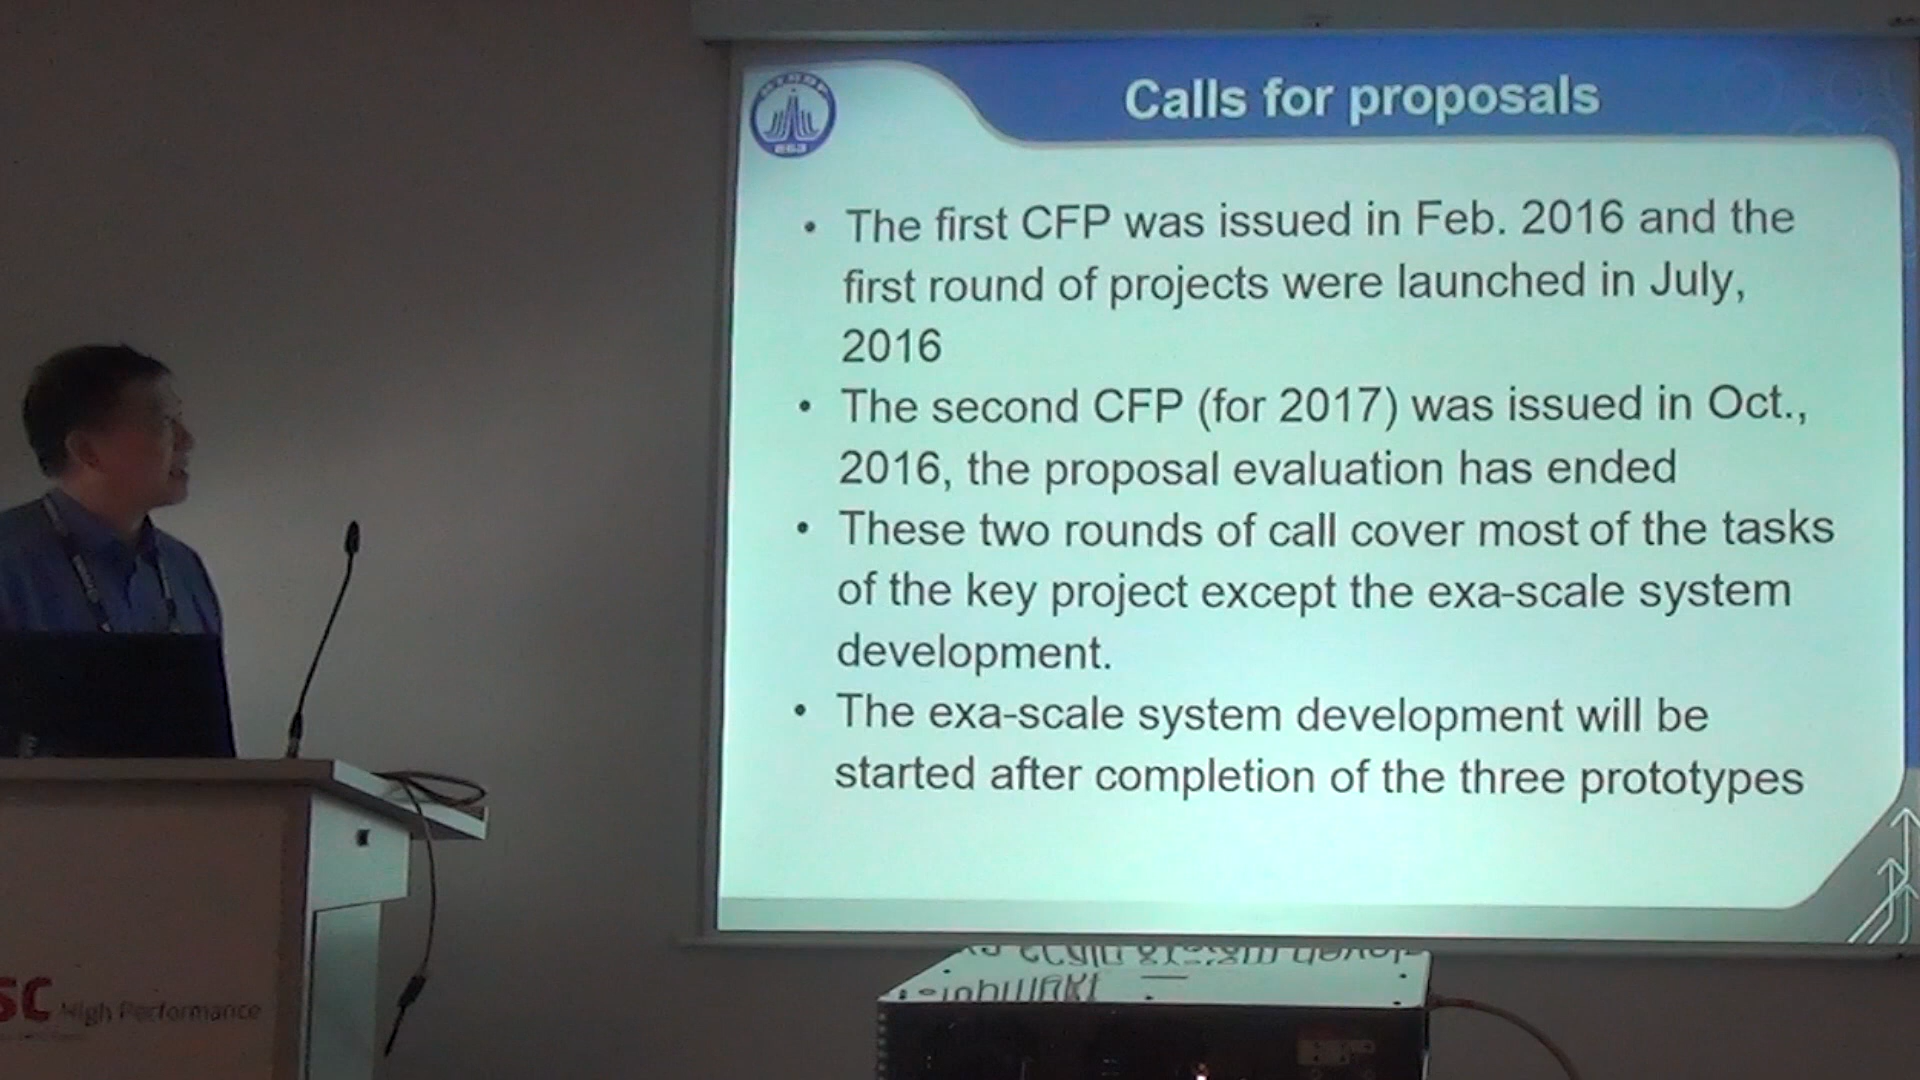 Calls for proposals
• The first CFP was issued in Feb. 2016 and the
first round of projects were launched in July,
2016
• The second CFP (for 2017) was issued in Oct.,
2016, the proposal evaluation has ended
• These two rounds of call cover most of the tasks
of the key project except the exa-scale system
development.
• The exa-scale system development will be
started after completion of the three prototypes
863
SC High Performance